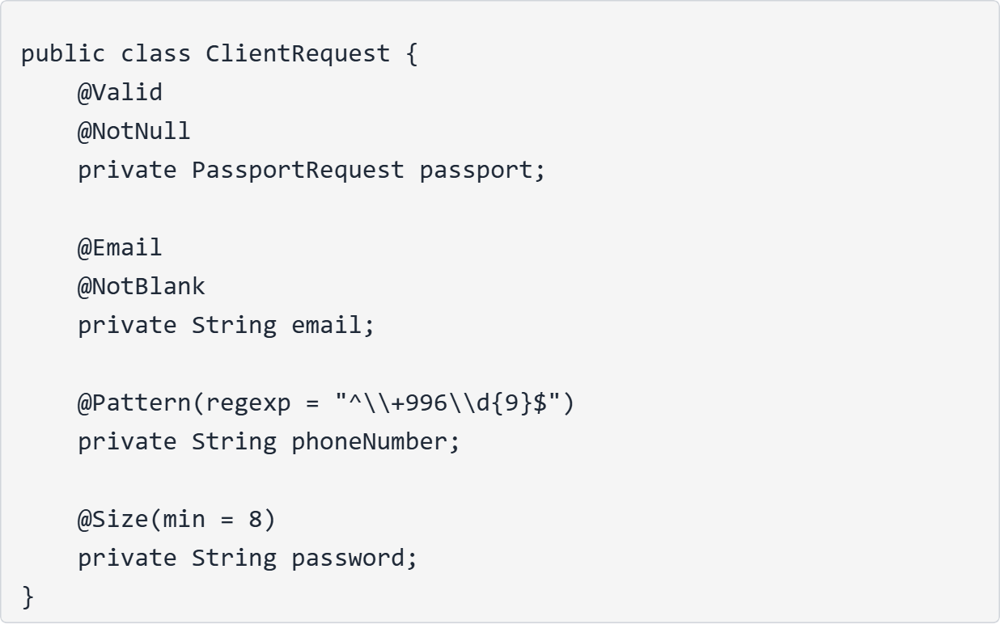 public class ClientRequest {
    @Valid
    @NotNull
    private PassportRequest passport;

    @Email
    @NotBlank
    private String email;

    @Pattern(regexp = "^\\+996\\d{9}$")
    private String phoneNumber;

    @Size(min = 8)
    private String password;
}